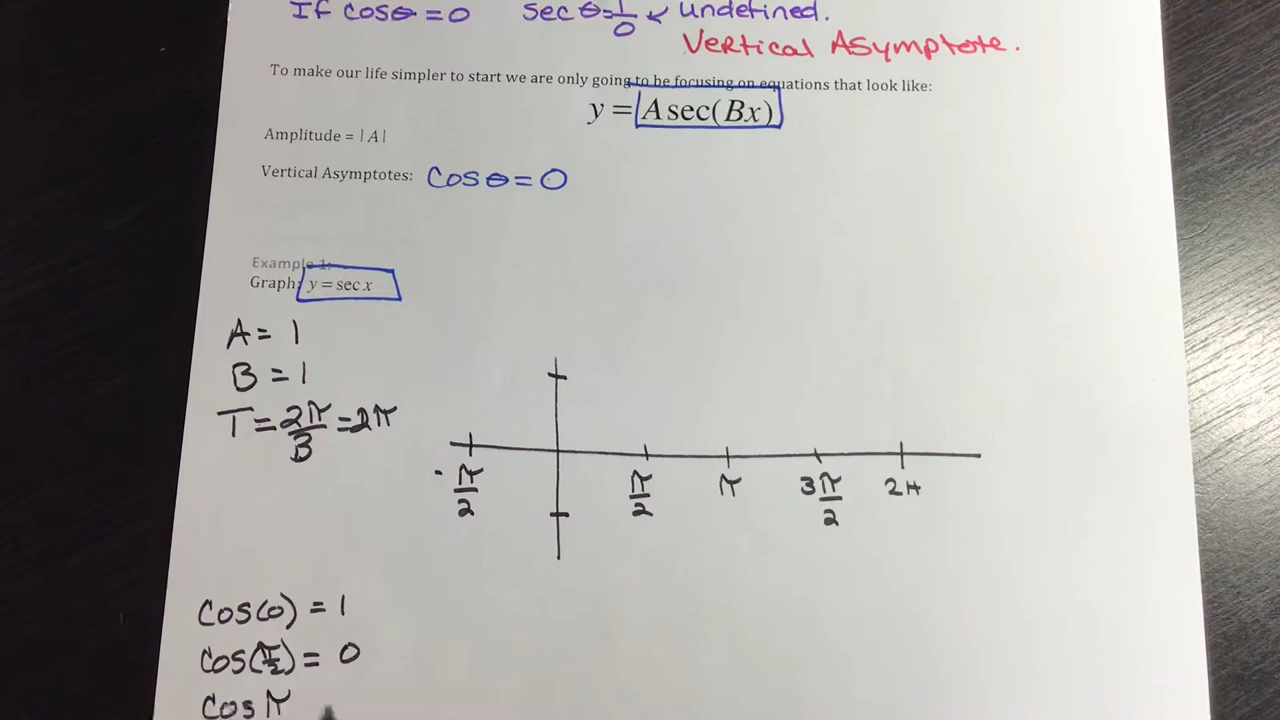 If cosθ = 0 secθ = 1/0 ↙ undefined.
Vertical Asymptote.
To make our life simpler to start we are only going to be focusing on equations that look like:
y = A sec(Bx)
Amplitude = |A|
Vertical Asymptotes: cosθ = 0
Example 1:
Graph: y = sec x
A = 1
B = 1
T = 2π/B = 2π
-π/2 π/2 π 3π/2 2π
cos(0) = 1
cos(π/2) = 0
cos π